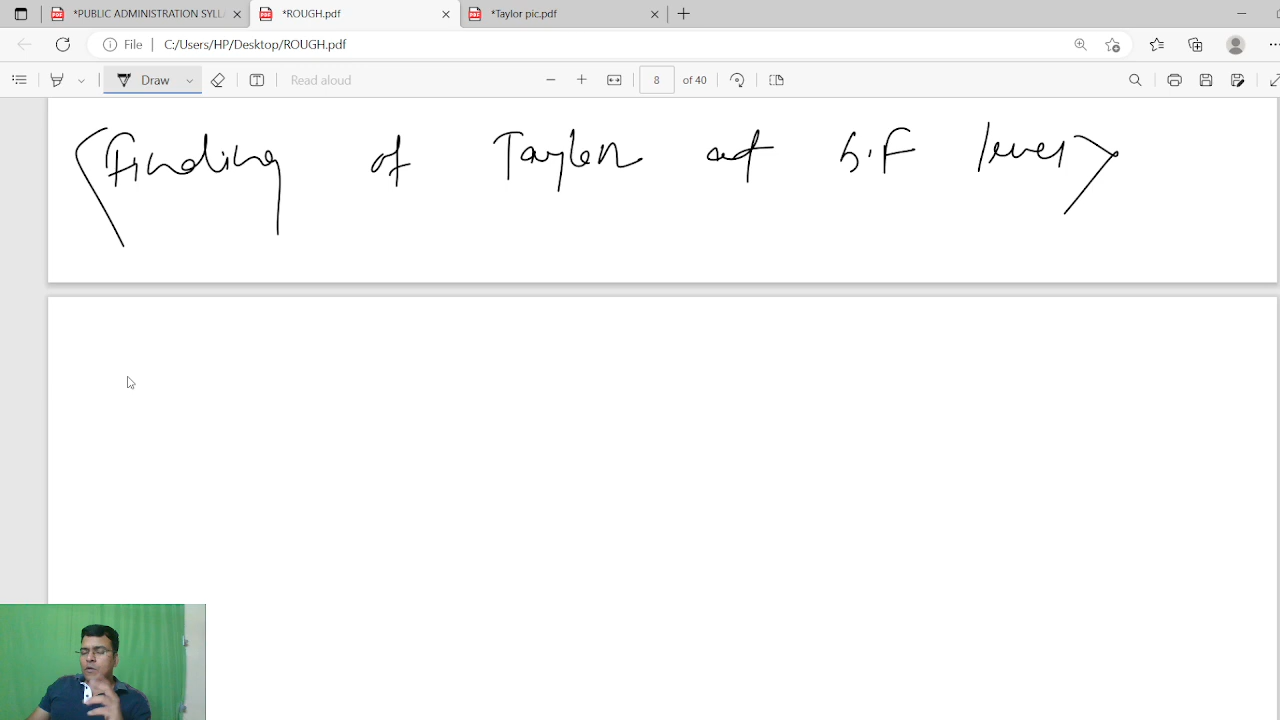 *PUBLIC ADMINISTRATION SYLLA
*ROUGH.pdf
*Taylor pic.pdf
File
C:/Users/HP/Desktop/ROUGH.pdf
Draw
Read aloud
8
of 40
Finding of Taylor at S.F level